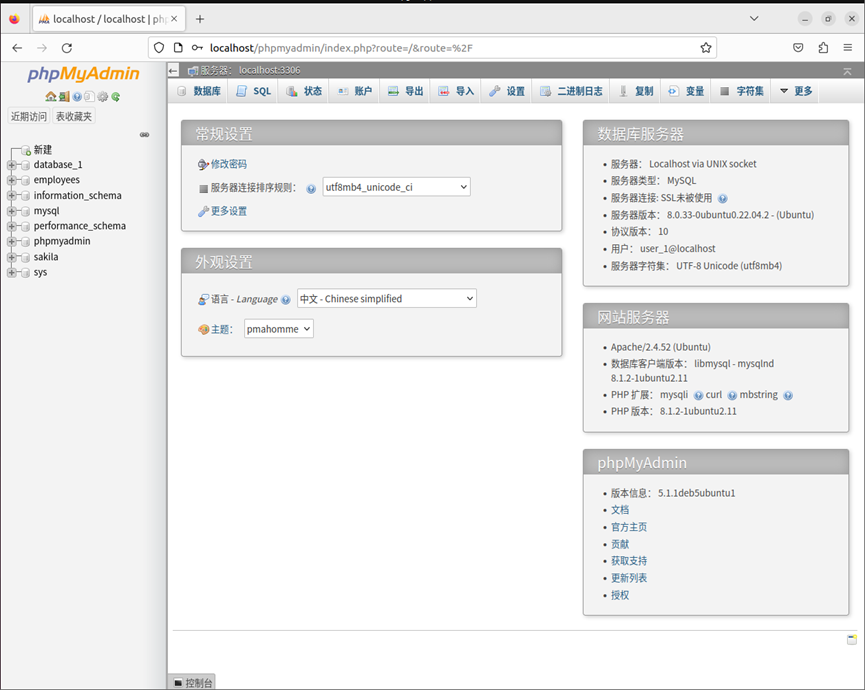 localhost / localhost | ph
localhost/phpmyadmin/index.php?route=/&route=%2F
phpMyAdmin
近期访问 表收藏夹
新建
database_1
employees
information_schema
mysql
performance_schema
phpmyadmin
sakila
sys
服务器: localhost:3306
数据库 SQL 状态 账户 导出 导入 设置 二进制日志 复制 变量 字符集 更多
常规设置
修改密码
服务器连接排序规则: utf8mb4_unicode_ci
更多设置
外观设置
语言 - Language 中文 - Chinese simplified
主题: pmahomme
数据库服务器
服务器: Localhost via UNIX socket
服务器类型: MySQL
服务器连接: SSL未被使用
服务器版本: 8.0.33-0ubuntu0.22.04.2 - (Ubuntu)
协议版本: 10
用户: user_1@localhost
服务器字符集: UTF-8 Unicode (utf8mb4)
网站服务器
Apache/2.4.52 (Ubuntu)
数据库客户端版本: libmysql - mysqlnd
8.1.2-1ubuntu2.11
PHP 扩展: mysqli curl mbstring
PHP 版本: 8.1.2-1ubuntu2.11
phpMyAdmin
版本信息: 5.1.1deb5ubuntu1
文档
官方主页
贡献
获取支持
更新列表
授权
控制台